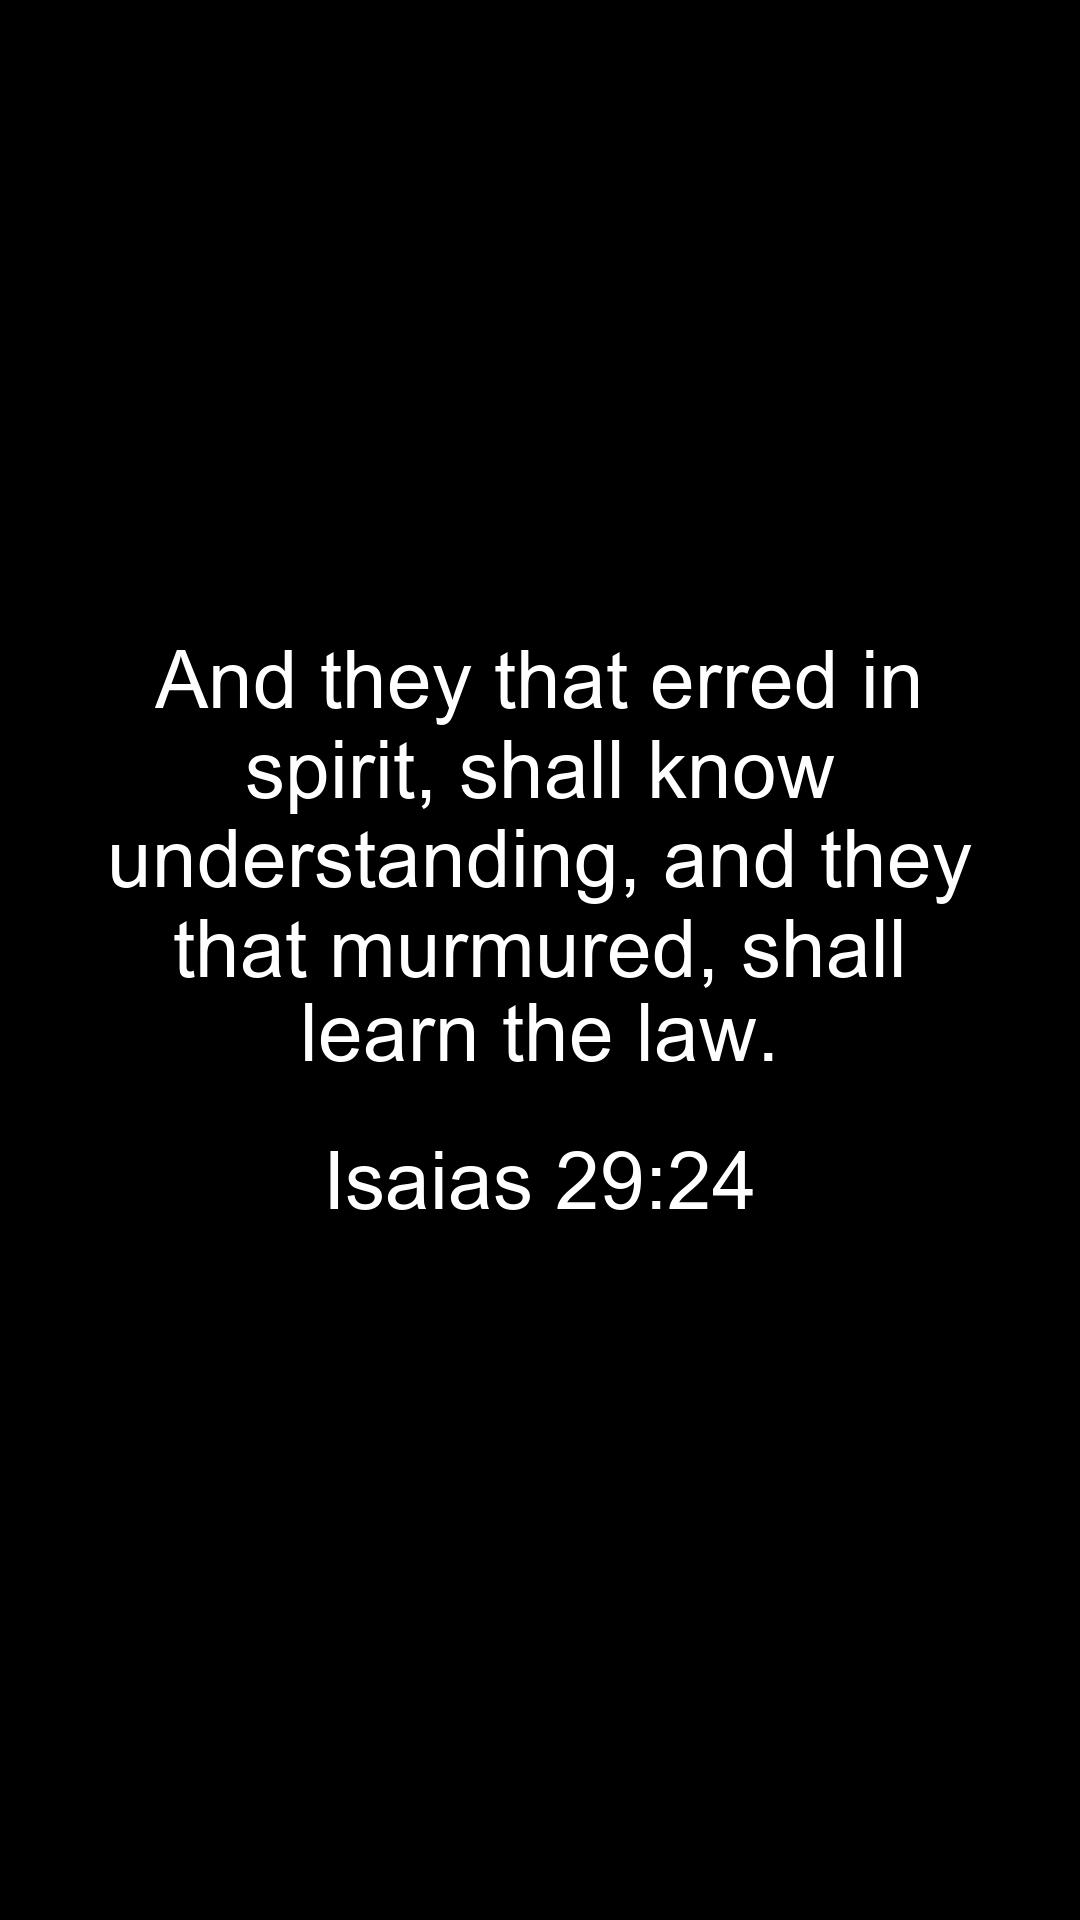 And they that erred in
spirit, shall know
understanding, and they
that murmured, shall
learn the law.
Isaias 29:24